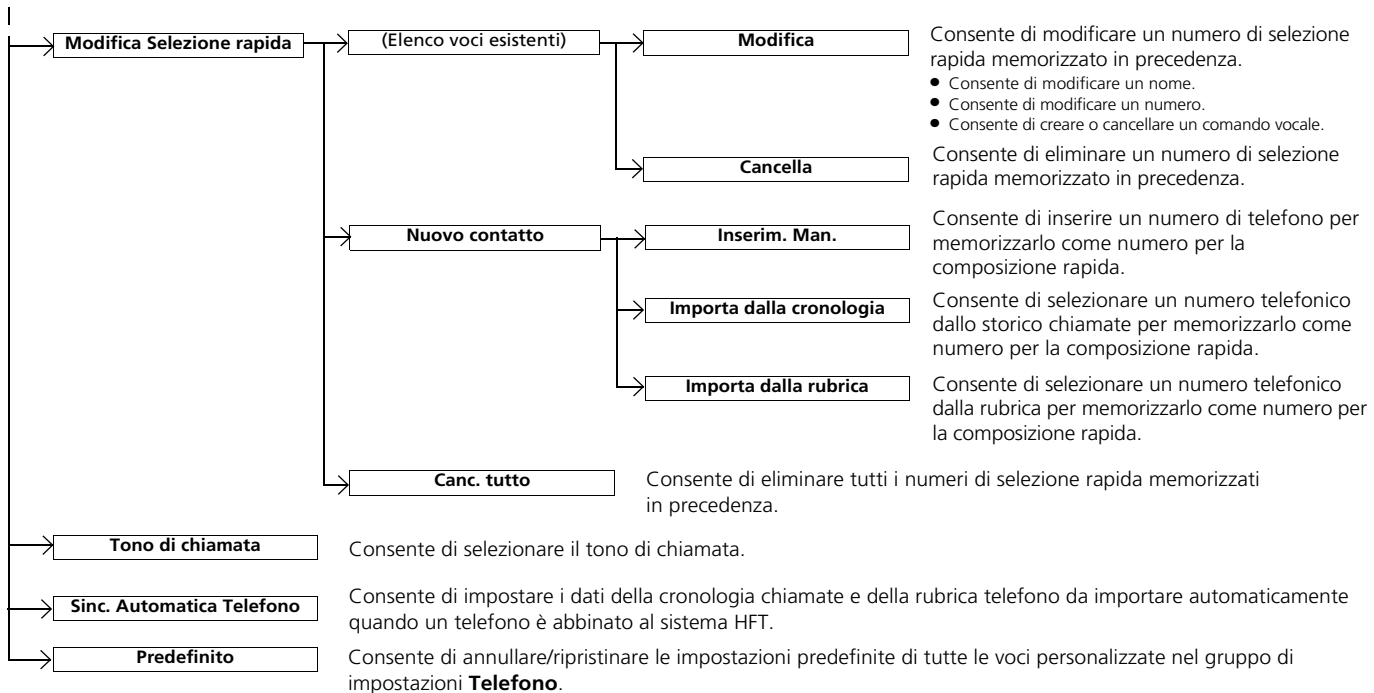 Modifica Selezione rapida
(Elenco voci esistenti)
Modifica
Consente di modificare un numero di selezione
rapida memorizzato in precedenza.
● Consente di modificare un nome.
● Consente di modificare un numero.
● Consente di creare o cancellare un comando vocale.
Cancella
Consente di eliminare un numero di selezione
rapida memorizzato in precedenza.
Nuovo contatto
Inserim. Man.
Consente di inserire un numero di telefono per
memorizzarlo come numero per la
composizione rapida.
Importa dalla cronologia
Consente di selezionare un numero telefonico
dallo storico chiamate per memorizzarlo come
numero per la composizione rapida.
Importa dalla rubrica
Consente di selezionare un numero telefonico
dalla rubrica per memorizzarlo come numero per
la composizione rapida.
Canc. tutto
Consente di eliminare tutti i numeri di selezione rapida memorizzati
in precedenza.
Tono di chiamata
Consente di selezionare il tono di chiamata.
Sinc. Automatica Telefono
Consente di impostare i dati della cronologia chiamate e della rubrica telefono da importare automaticamente
quando un telefono è abbinato al sistema HFT.
Predefinito
Consente di annullare/ripristinare le impostazioni predefinite di tutte le voci personalizzate nel gruppo di
impostazioni Telefono.